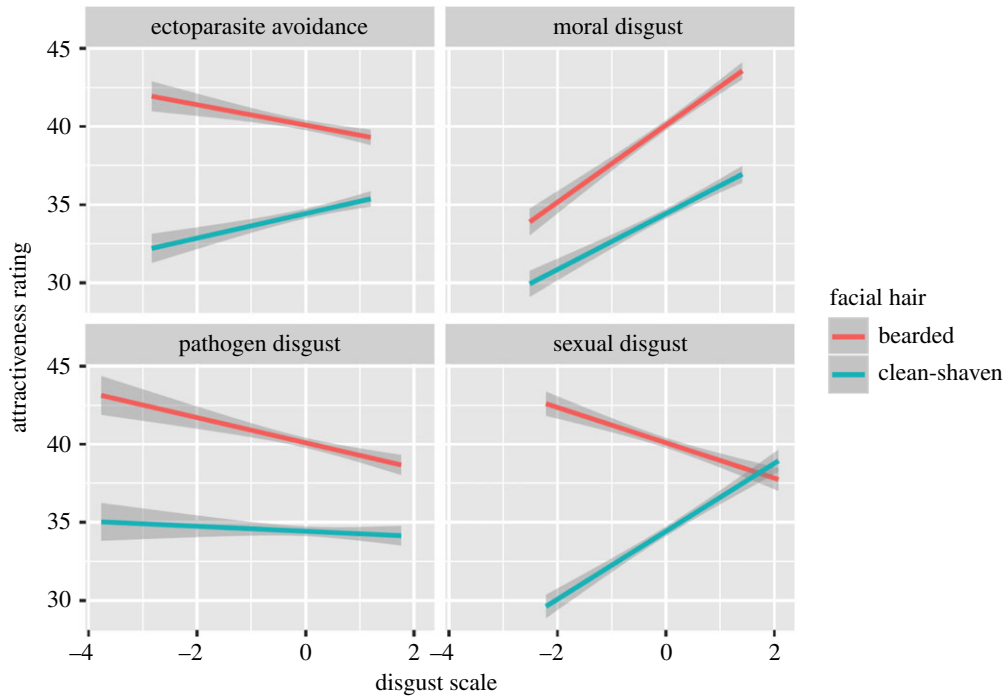 ectoparasite avoidance
moral disgust
45
40
35
30
pathogen disgust
sexual disgust
45
40
35
30
–4
–2
0
2
–4
–2
0
2
disgust scale
attractiveness rating
facial hair
bearded
clean-shaven